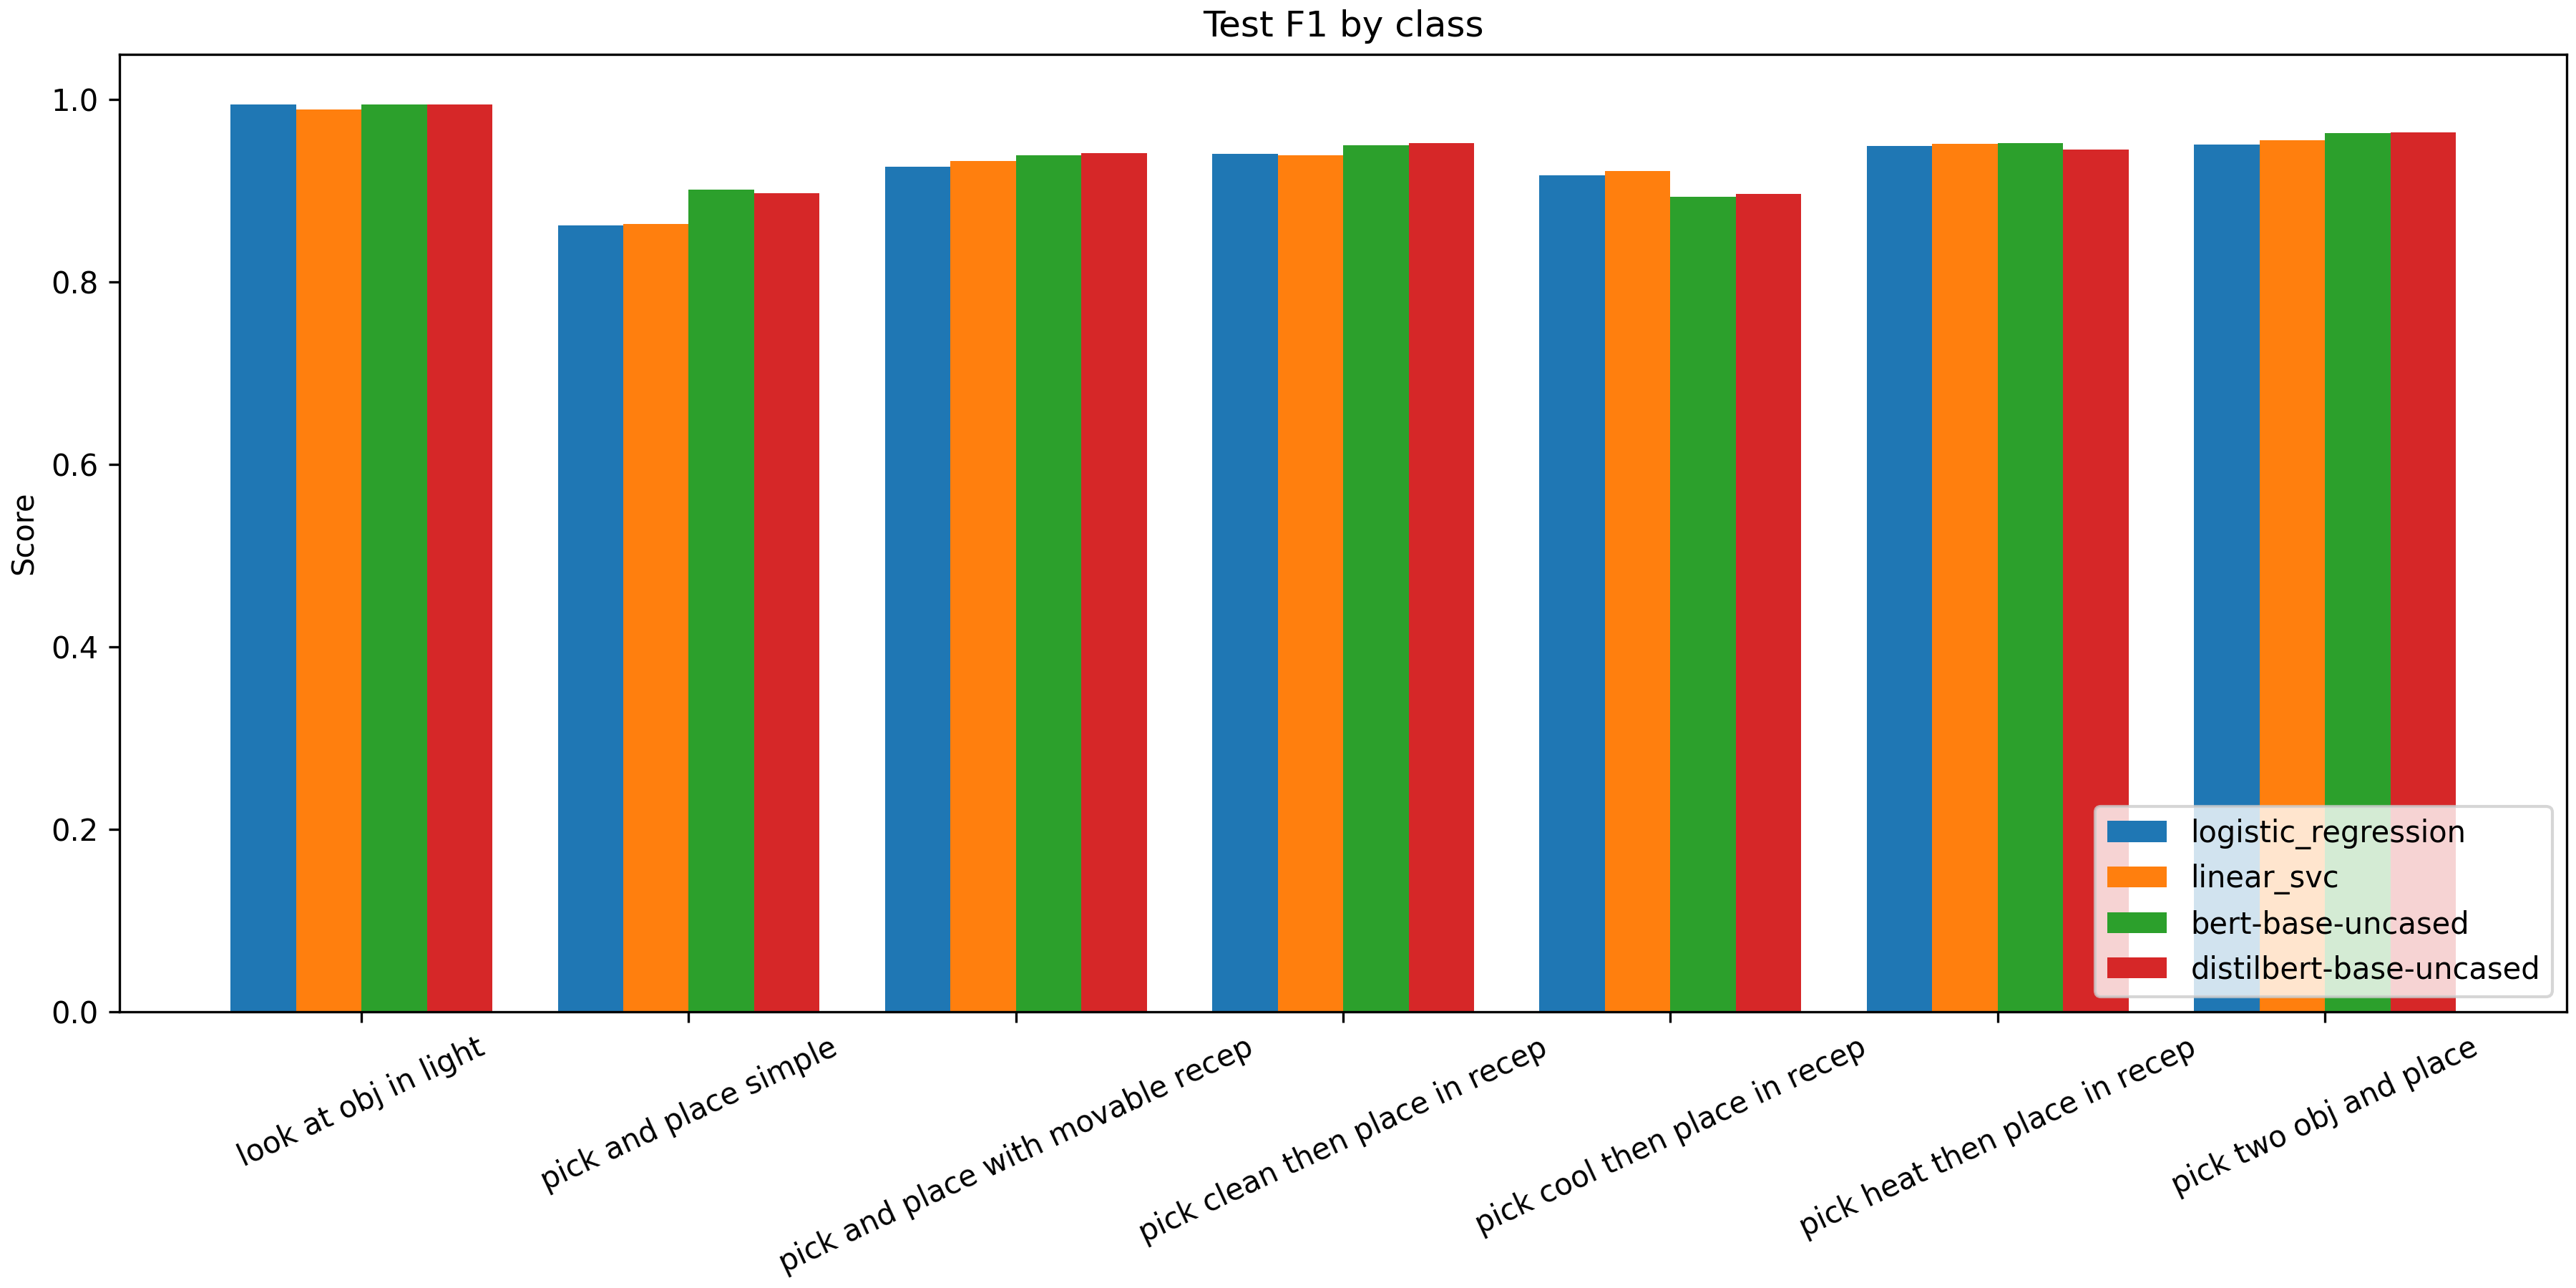 Test F1 by class
Score
1.0
0.8
0.6
0.4
0.2
0.0
logistic_regression
linear_svc
bert-base-uncased
distilbert-base-uncased
look at obj in light
pick and place simple
pick and place with movable recep
pick clean then place in recep
pick cool then place in recep
pick heat then place in recep
pick two obj and place